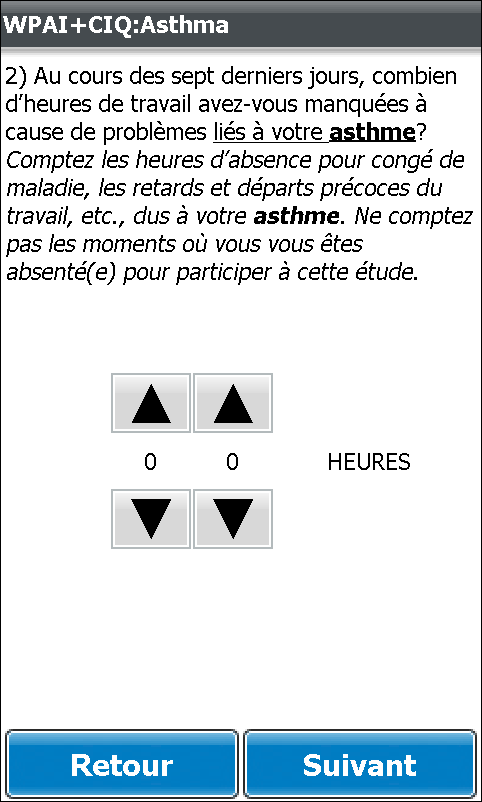 WPAI+CIQ:Asthma
2) Au cours des sept derniers jours, combien
d’heures de travail avez-vous manquées à
cause de problèmes liés à votre asthme?
Comptez les heures d’absence pour congé de
maladie, les retards et départs précoces du
travail, etc., dus à votre asthme. Ne comptez
pas les moments où vous vous êtes
absenté(e) pour participer à cette étude.
0 0 HEURES
Retour Suivant